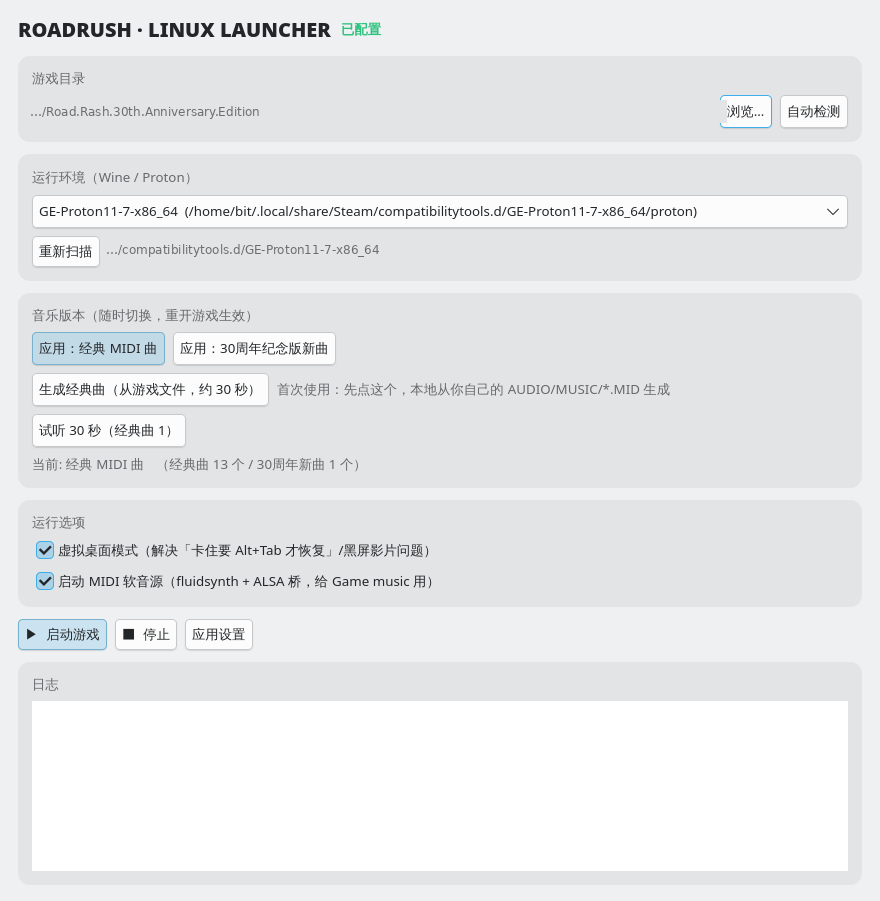 ROADRUSH · LINUX LAUNCHER 已配置
游戏目录
.../Road.Rash.30th.Anniversary.Edition 浏览... 自动检测
运行环境（Wine / Proton）
GE-Proton11-7-x86_64 (/home/bit/.local/share/Steam/compatibilitytools.d/GE-Proton11-7-x86_64/proton)
重新扫描 .../compatibilitytools.d/GE-Proton11-7-x86_64
音乐版本（随时切换，重开游戏生效）
应用：经典 MIDI 曲 应用：30周年纪念版新曲
生成经典曲（从游戏文件，约 30 秒） 首次使用：先点这个，本地从你自己的 AUDIO/MUSIC/*.MID 生成
试听 30 秒（经典曲 1）
当前: 经典 MIDI 曲 （经典曲 13 个 / 30周年新曲 1 个）
运行选项
虚拟桌面模式（解决「卡住要 Alt+Tab 才恢复」/黑屏影片问题）
启动 MIDI 软音源（fluidsynth + ALSA 桥，给 Game music 用）
启动游戏 停止 应用设置
日志